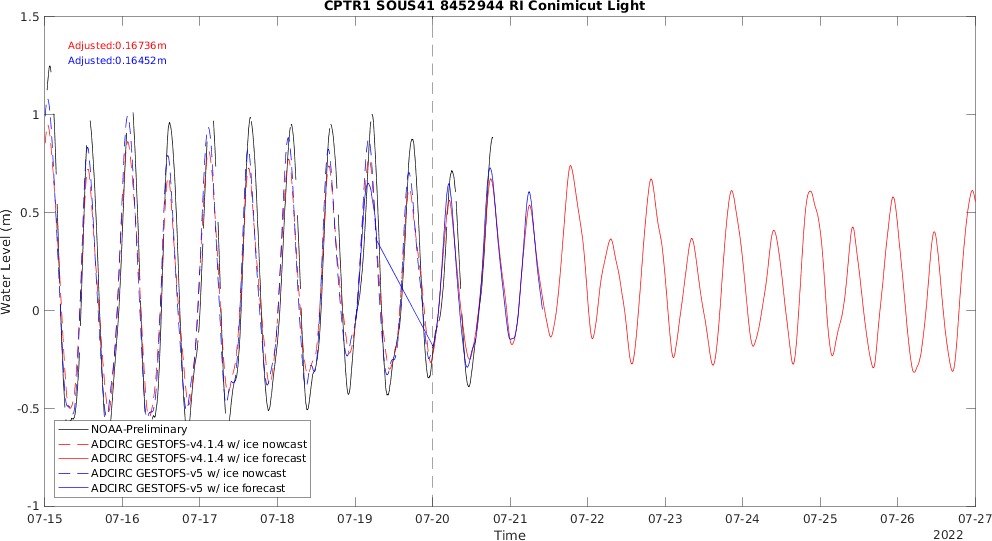 CPTR1 SOUS41 8452944 RI Conimicut Light
Adjusted:0.16736m
Adjusted:0.16452m
1.5
1
0.5
0
-0.5
-1
Water Level (m)
NOAA-Preliminary
ADCIRC GESTOFS-v4.1.4 w/ ice nowcast
ADCIRC GESTOFS-v4.1.4 w/ ice forecast
ADCIRC GESTOFS-v5 w/ ice nowcast
ADCIRC GESTOFS-v5 w/ ice forecast
07-15 07-16 07-17 07-18 07-19 07-20 07-21 07-22 07-23 07-24 07-25 07-26 07-27
Time
2022